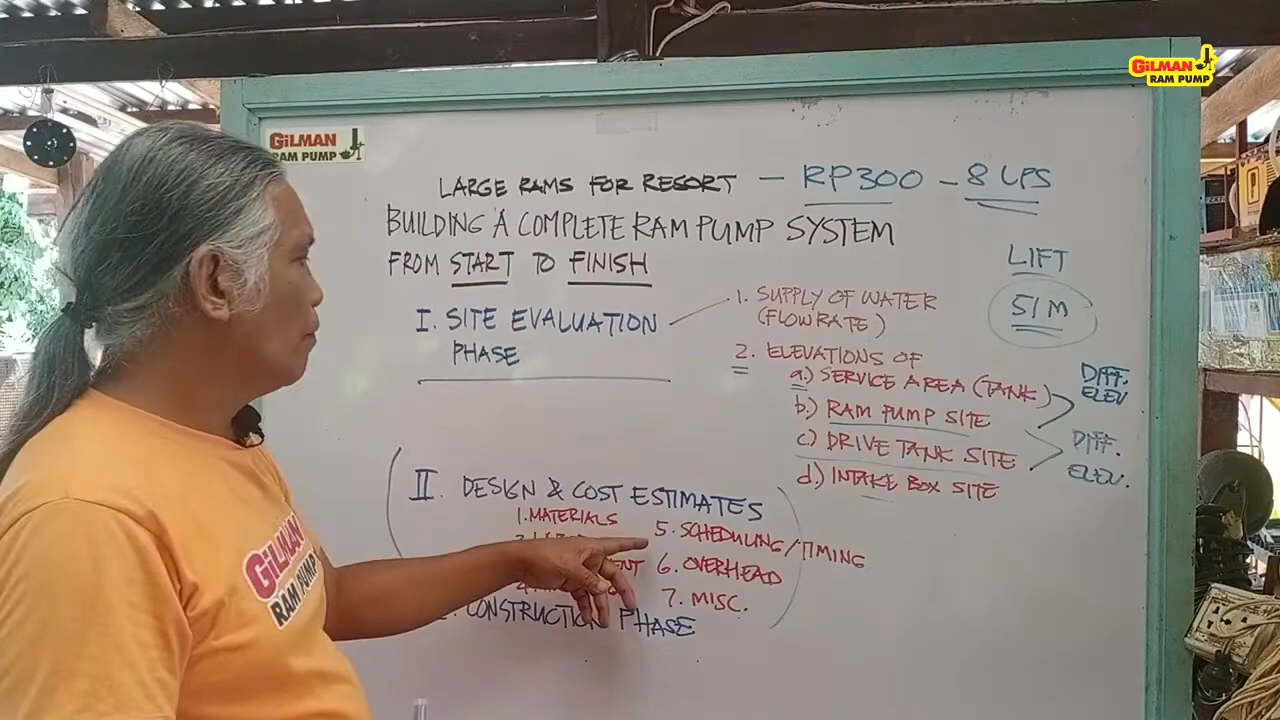 GILMAN
RAM PUMP
GILMAN
RAM PUMP
LARGE RAMS FOR RESORT - RP300 - 8 LPS
BUILDING A COMPLETE RAM PUMP SYSTEM
FROM START TO FINISH
LIFT
51 M
I. SITE EVALUATION
PHASE
1. SUPPLY OF WATER
(FLOWRATE)
2. ELEVATIONS OF
a.) SERVICE AREA (TANK)
b.) RAM PUMP SITE
c) DRIVE TANK SITE
d.) INTAKE BOX SITE
DIFF.
ELEV
DIFF.
ELEV.
II. DESIGN & COST ESTIMATES
1. MATERIALS
5. SCHEDULING/TIMING
6. OVERHEAD
7. MISC.
CONSTRUCTION PHASE
GILMAN
RAM PUMP